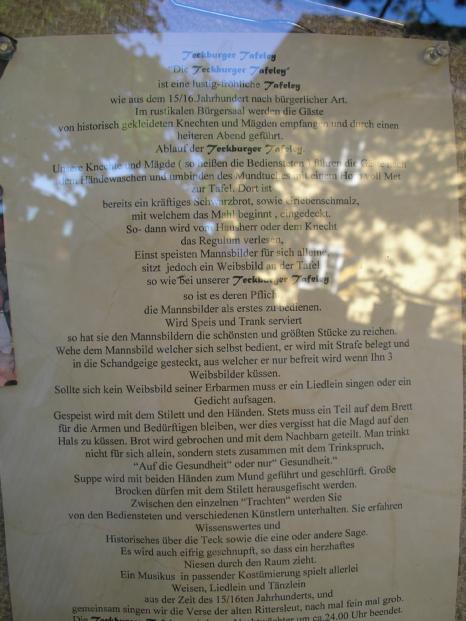 Teckburger Tafeley
"Die Teckburger Tafeley"
ist eine lustig-fröhliche Tafeley
wie aus dem 15/16.Jahrhundert nach bürgerlicher Art.
Im rustikalen Bürgersaal werden die Gäste
von historisch gekleideten Knechten und Mägden empfangen und durch einen
heiteren Abend geführt.
Ablauf der Teckburger Tafeley.
Unsere Knechte und Mägde ( so heißen die Bediensteten ) führen die
dem Händewaschen und umbinden des Mundtuches mit einem Horn voll Met
zur Tafel. Dort ist
bereits ein kräftiges Schwarzbrot, sowie Griebenschmalz,
mit welchem das Mahl beginnt , eingedeckt.
So- dann wird vom Hausherr oder dem Knecht
das Regulum verlesen,
Einst speisten Mannsbilder für sich alleine,
sitzt jedoch ein Weibsbild an der Tafel
so wie bei unserer Teckburger Tafeley
so ist es deren Pflicht
die Mannsbilder als erstes zu bedienen.
Wird Speis und Trank serviert
so hat sie den Mannsbildern die schönsten und größten Stücke zu reichen.
Wehe dem Mannsbild welcher sich selbst bedient, er wird mit Strafe belegt und
in die Schandgeige gesteckt, aus welcher er nur befreit wird wenn Ihn 3
Weibsbilder küssen.
Sollte sich kein Weibsbild seiner Erbarmen muss er ein Liedlein singen oder ein
Gedicht aufsagen.
Gespeist wird mit dem Stilett und den Händen. Stets muss ein Teil auf dem Brett
für die Armen und Bedürftigen bleiben, wer dies vergisst hat die Magd auf den
Hals zu küssen. Brot wird gebrochen und mit dem Nachbarn geteilt. Man trinkt
nicht für sich allein, sondern stets zusammen mit dem Trinkspruch,
"Auf die Gesundheit" oder nur" Gesundheit."
Suppe wird mit beiden Händen zum Mund geführt und geschlürft. Große
Brocken dürfen mit dem Stilett herausgefischt werden.
Zwischen den einzelnen "Trachten" werden Sie
von den Bediensteten und verschiedenen Künstlern unterhalten. Sie erfahren
Wissenswertes und
Historisches über die Teck sowie die eine oder andere Sage.
Es wird auch eifrig geschnupft, so dass ein herzhaftes
Niesen durch den Raum zieht.
Ein Musikus in passender Kostümierung spielt allerlei
Weisen, Liedlein und Tänzlein
aus der Zeit des 15/16ten Jahrhunderts, und
gemeinsam singen wir die Verse der alten Rittersleut, nach mal fein mal grob.
Die Teckburger um ca.24.00 Uhr beendet.